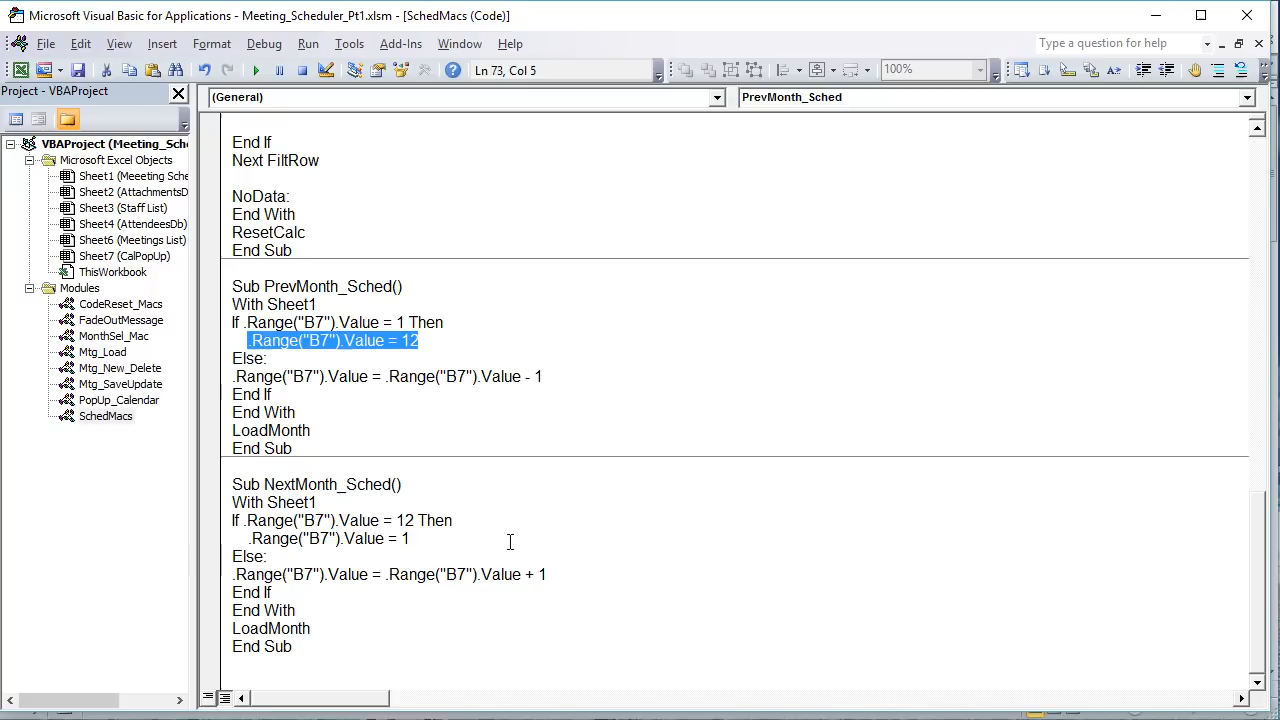 Microsoft Visual Basic for Applications - Meeting_Scheduler_Pt1.xlsm - [SchedMacs (Code)]
File Edit View Insert Format Debug Run Tools Add-Ins Window Help Type a question for help
Ln 73, Col 5 100%
Project - VBAProject
(General) PrevMonth_Sched
VBAProject (Meeting_Sche
Microsoft Excel Objects
Sheet1 (Meeeting Sche
Sheet2 (AttachmentsD
Sheet3 (Staff List)
Sheet4 (AttendeesDb)
Sheet6 (Meetings List)
Sheet7 (CalPopUp)
ThisWorkbook
Modules
CodeReset_Macs
FadeOutMessage
MonthSel_Mac
Mtg_Load
Mtg_New_Delete
Mtg_SaveUpdate
PopUp_Calendar
SchedMacs
End If
Next FiltRow
NoData:
End With
ResetCalc
End Sub
Sub PrevMonth_Sched()
With Sheet1
If .Range("B7").Value = 1 Then
.Range("B7").Value = 12
Else:
.Range("B7").Value = .Range("B7").Value - 1
End If
End With
LoadMonth
End Sub
Sub NextMonth_Sched()
With Sheet1
If .Range("B7").Value = 12 Then
.Range("B7").Value = 1
Else:
.Range("B7").Value = .Range("B7").Value + 1
End If
End With
LoadMonth
End Sub